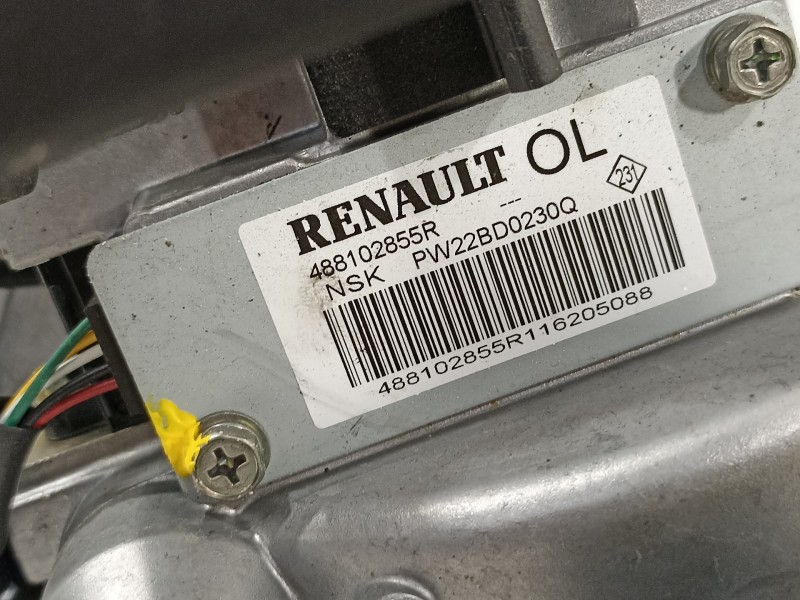 RENAULT OL
488102855R ---
NSK PW22BD0230Q
231
488102855R116205088